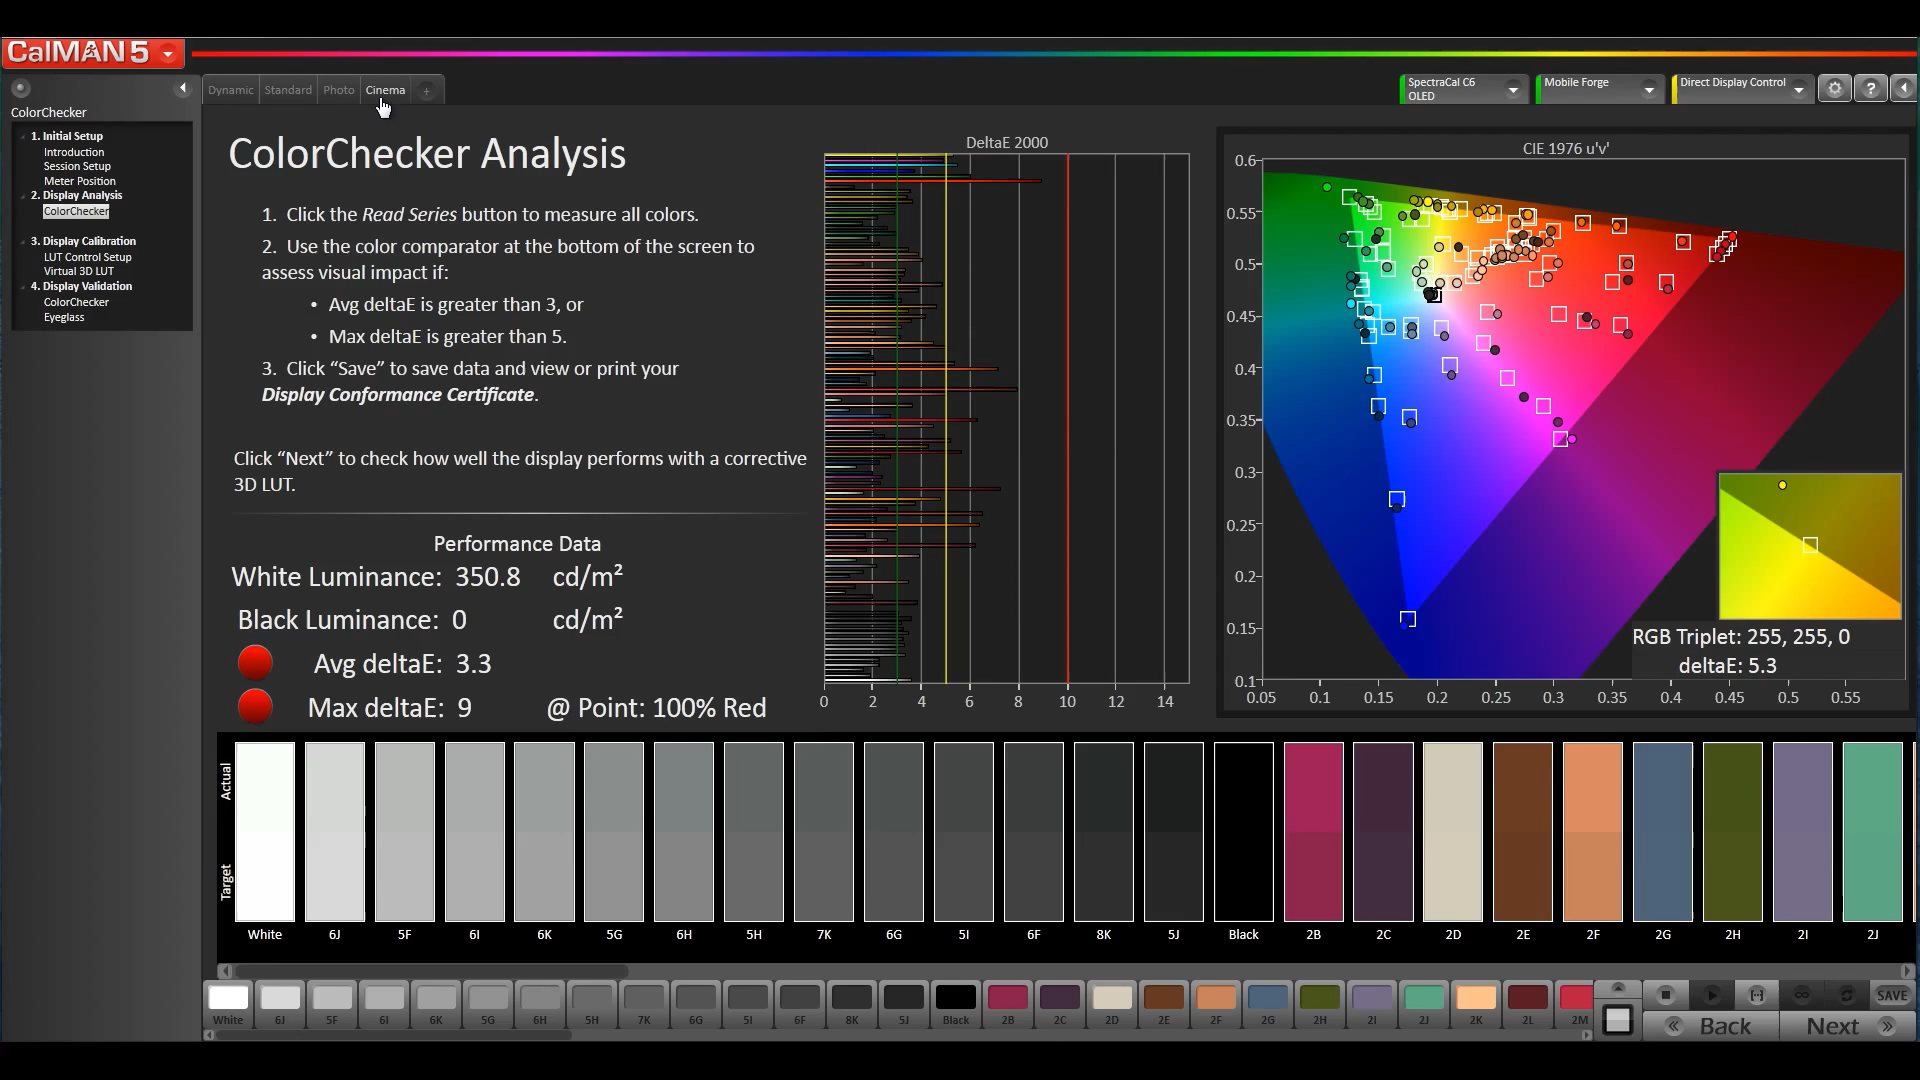 CalMAN 5
Dynamic
Standard
Photo
Cinema
+
SpectraCal C6
OLED
Mobile Forge
Direct Display Control
?
ColorChecker
1. Initial Setup
Introduction
Session Setup
Meter Position
2. Display Analysis
ColorChecker
3. Display Calibration
LUT Control Setup
Virtual 3D LUT
4. Display Validation
ColorChecker
Eyeglass
ColorChecker Analysis
1. Click the Read Series button to measure all colors.
2. Use the color comparator at the bottom of the screen to
assess visual impact if:
• Avg deltaE is greater than 3, or
• Max deltaE is greater than 5.
3. Click “Save” to save data and view or print your
Display Conformance Certificate.
Click “Next” to check how well the display performs with a corrective
3D LUT.
Performance Data
White Luminance: 350.8 cd/m²
Black Luminance: 0 cd/m²
Avg deltaE: 3.3
Max deltaE: 9 @ Point: 100% Red
DeltaE 2000
0 2 4 6 8 10 12 14
CIE 1976 u'v'
0.6
0.55
0.5
0.45
0.4
0.35
0.3
0.25
0.2
0.15
0.1
0.05 0.1 0.15 0.2 0.25 0.3 0.35 0.4 0.45 0.5 0.55
RGB Triplet: 255, 255, 0
deltaE: 5.3
Actual
Target
White 6J 5F 6I 6K 5G 6H 5H 7K 6G 5I 6F 8K 5J Black 2B 2C 2D 2E 2F 2G 2H 2I 2J
White 6J 5F 6I 6K 5G 6H 5H 7K 6G 5I 6F 8K 5J Black 2B 2C 2D 2E 2F 2G 2H 2I 2J 2K 2L 2M
SAVE
Back
Next